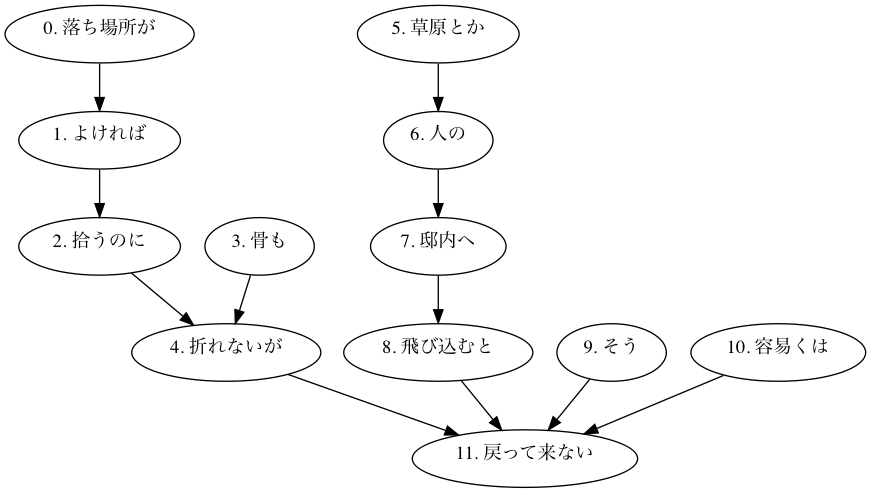 0. 落ち場所が
5. 草原とか
1. よければ
6. 人の
2. 拾うのに
3. 骨も
7. 邸内へ
4. 折れないが
8. 飛び込むと
9. そう
10. 容易くは
11. 戻って来ない